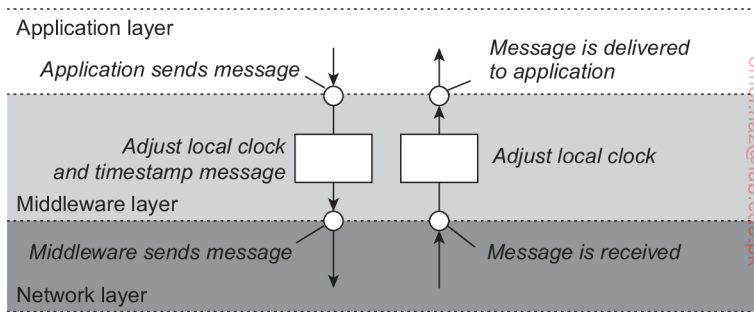 Application layer
Message is delivered
to application
Application sends message
Adjust local clock
and timestamp message
Adjust local clock
Middleware layer
Middleware sends message
Message is received
Network layer